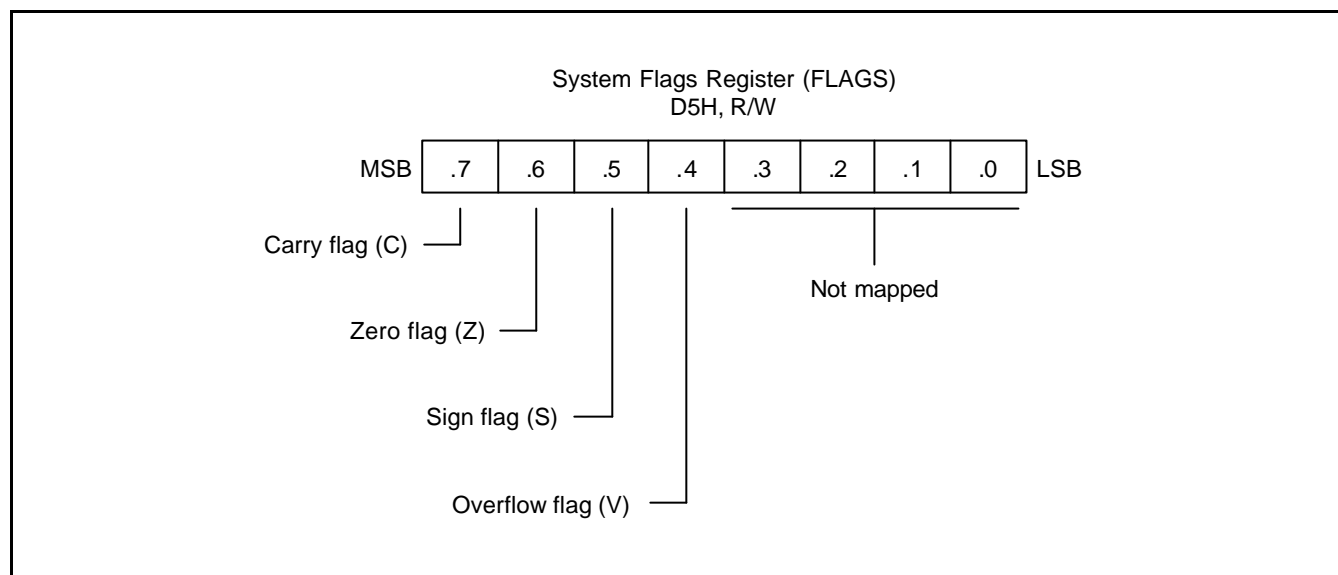 System Flags Register (FLAGS)
D5H, R/W
MSB .7 .6 .5 .4 .3 .2 .1 .0 LSB
Carry flag (C)
Not mapped
Zero flag (Z)
Sign flag (S)
Overflow flag (V)